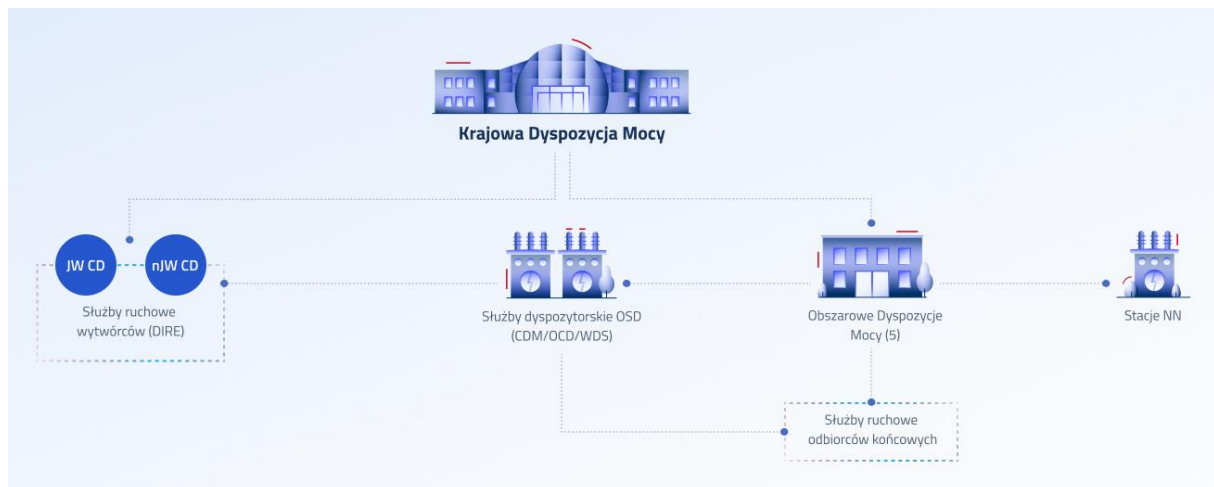 Krajowa Dyspozycja Mocy
JW CD
nJW CD
Służby ruchowe
wytwórców (DIRE)
Służby dyspozytorskie OSD
(CDM/OCD/WDS)
Obszarowe Dyspozycje
Mocy (5)
Stacje NN
Służby ruchowe
odbiorców końcowych